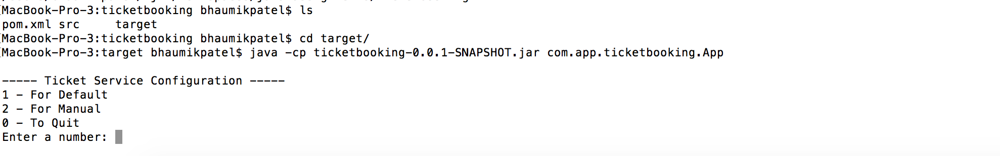 MacBook-Pro-3:ticketbooking bhaumikpatel$ ls
pom.xml src     target
MacBook-Pro-3:ticketbooking bhaumikpatel$ cd target/
MacBook-Pro-3:target bhaumikpatel$ java -cp ticketbooking-0.0.1-SNAPSHOT.jar com.app.ticketbooking.App
----- Ticket Service Configuration -----
1 - For Default
2 - For Manual
0 - To Quit
Enter a number: